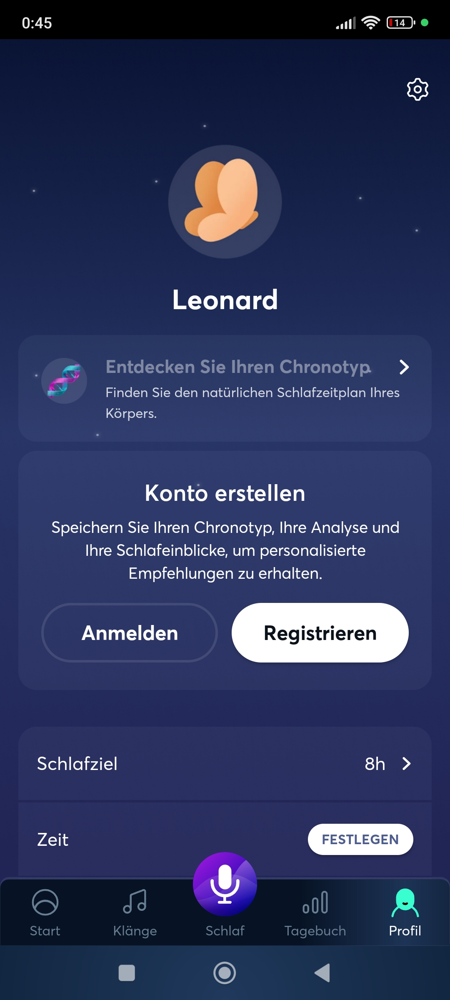 0:45
14
Leonard
Entdecken Sie Ihren Chronotyp
Finden Sie den natürlichen Schlafzeitplan Ihres
Körpers.
Konto erstellen
Speichern Sie Ihren Chronotyp, Ihre Analyse und
Ihre Schlafeinblicke, um personalisierte
Empfehlungen zu erhalten.
Anmelden
Registrieren
Schlafziel
8h
Zeit
FESTLEGEN
Start
Klänge
Schlaf
Tagebuch
Profil